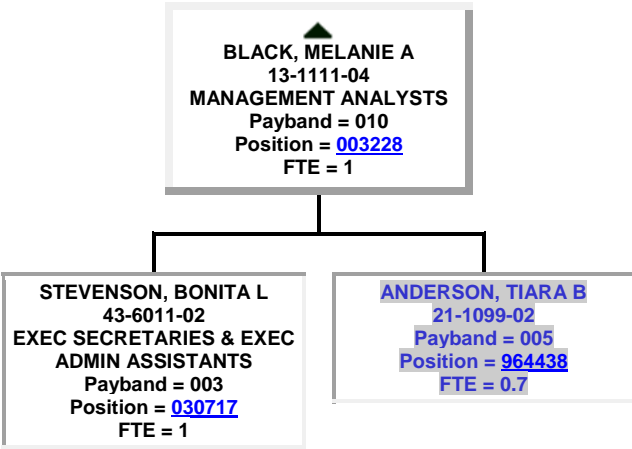 BLACK, MELANIE A
13-1111-04
MANAGEMENT ANALYSTS
Payband = 010
Position = 003228
FTE = 1
STEVENSON, BONITA L
43-6011-02
EXEC SECRETARIES & EXEC
ADMIN ASSISTANTS
Payband = 003
Position = 030717
FTE = 1
ANDERSON, TIARA B
21-1099-02
Payband = 005
Position = 964438
FTE = 0.7